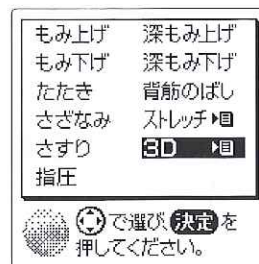 もみ上げ 深もみ上げ
もみ下げ 深もみ下げ
たたき 背筋のばし
さざなみ ストレッチ
さすり 3D
指圧
で選び、決定を
押してください。